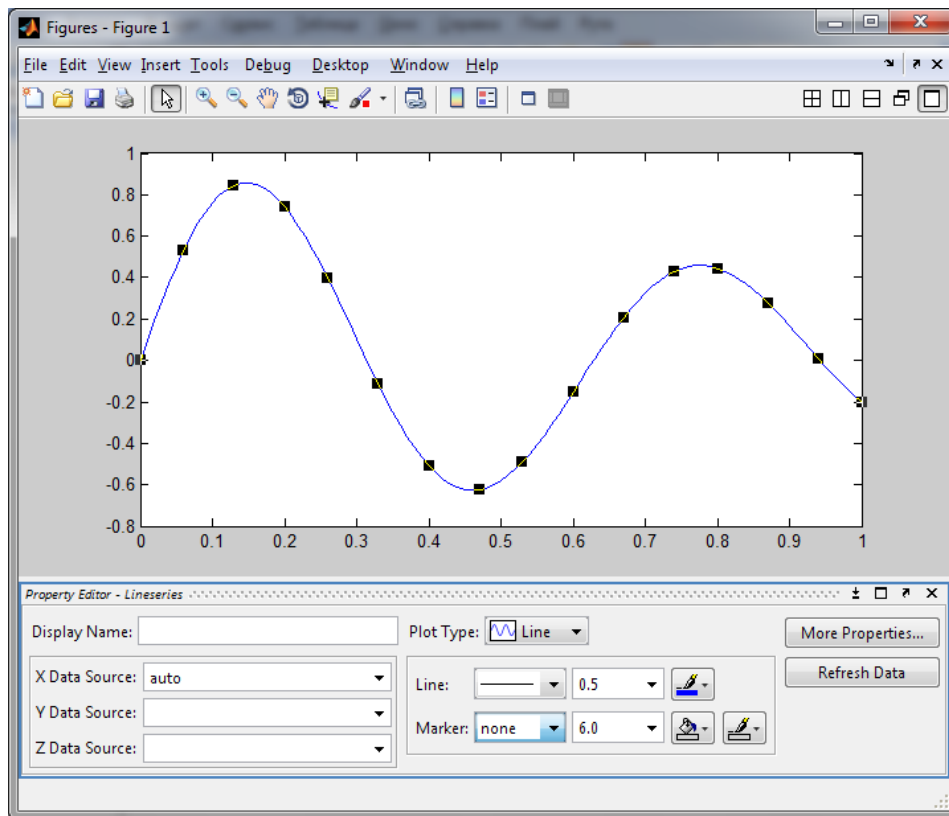 Figures - Figure 1
File Edit View Insert Tools Debug Desktop Window Help
1
0.8
0.6
0.4
0.2
0
-0.2
-0.4
-0.6
-0.8
0 0.1 0.2 0.3 0.4 0.5 0.6 0.7 0.8 0.9 1
Property Editor - Lineseries
Display Name:
Plot Type: Line
More Properties...
X Data Source: auto
Line: 0.5
Refresh Data
Y Data Source:
Marker: none 6.0
Z Data Source: